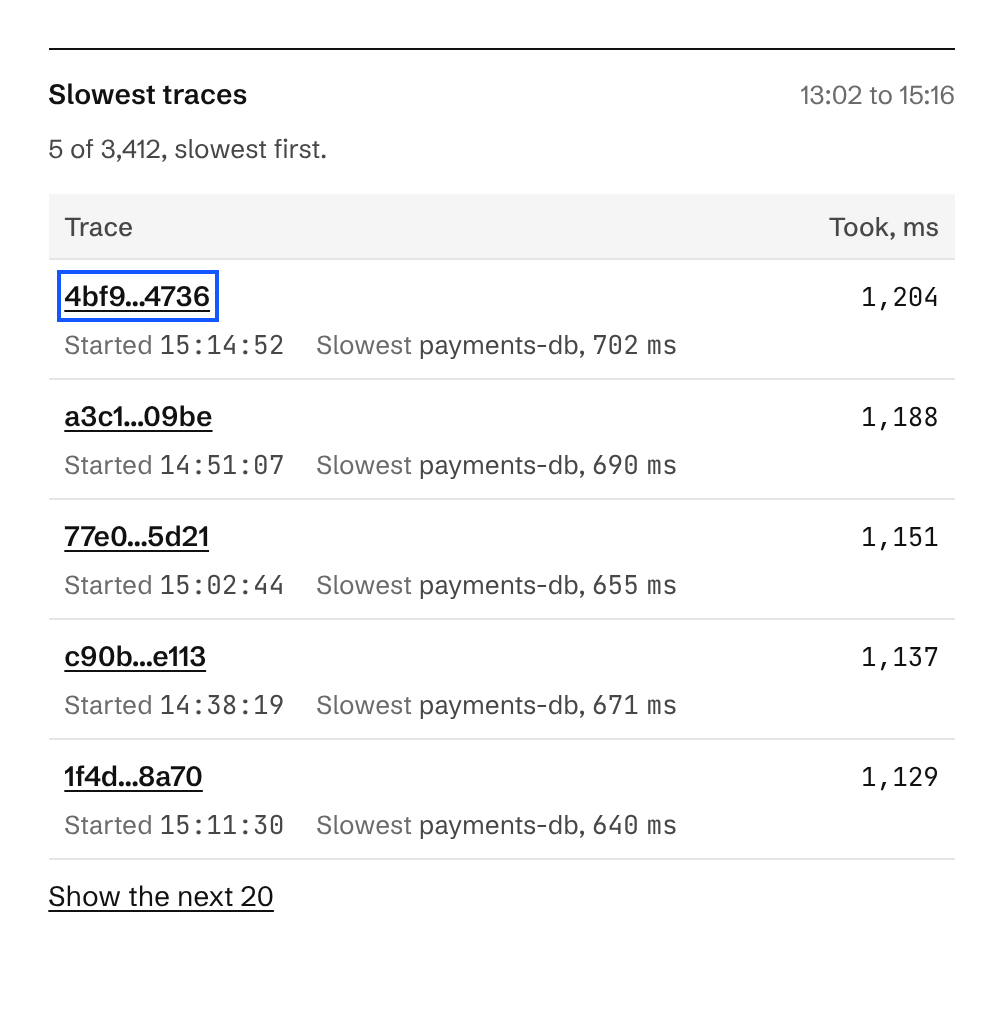 Slowest traces 13:02 to 15:16
5 of 3,412, slowest first.
Trace Took, ms
4bf9...4736 1,204
Started 15:14:52 Slowest payments-db, 702 ms
a3c1...09be 1,188
Started 14:51:07 Slowest payments-db, 690 ms
77e0...5d21 1,151
Started 15:02:44 Slowest payments-db, 655 ms
c90b...e113 1,137
Started 14:38:19 Slowest payments-db, 671 ms
1f4d...8a70 1,129
Started 15:11:30 Slowest payments-db, 640 ms
Show the next 20